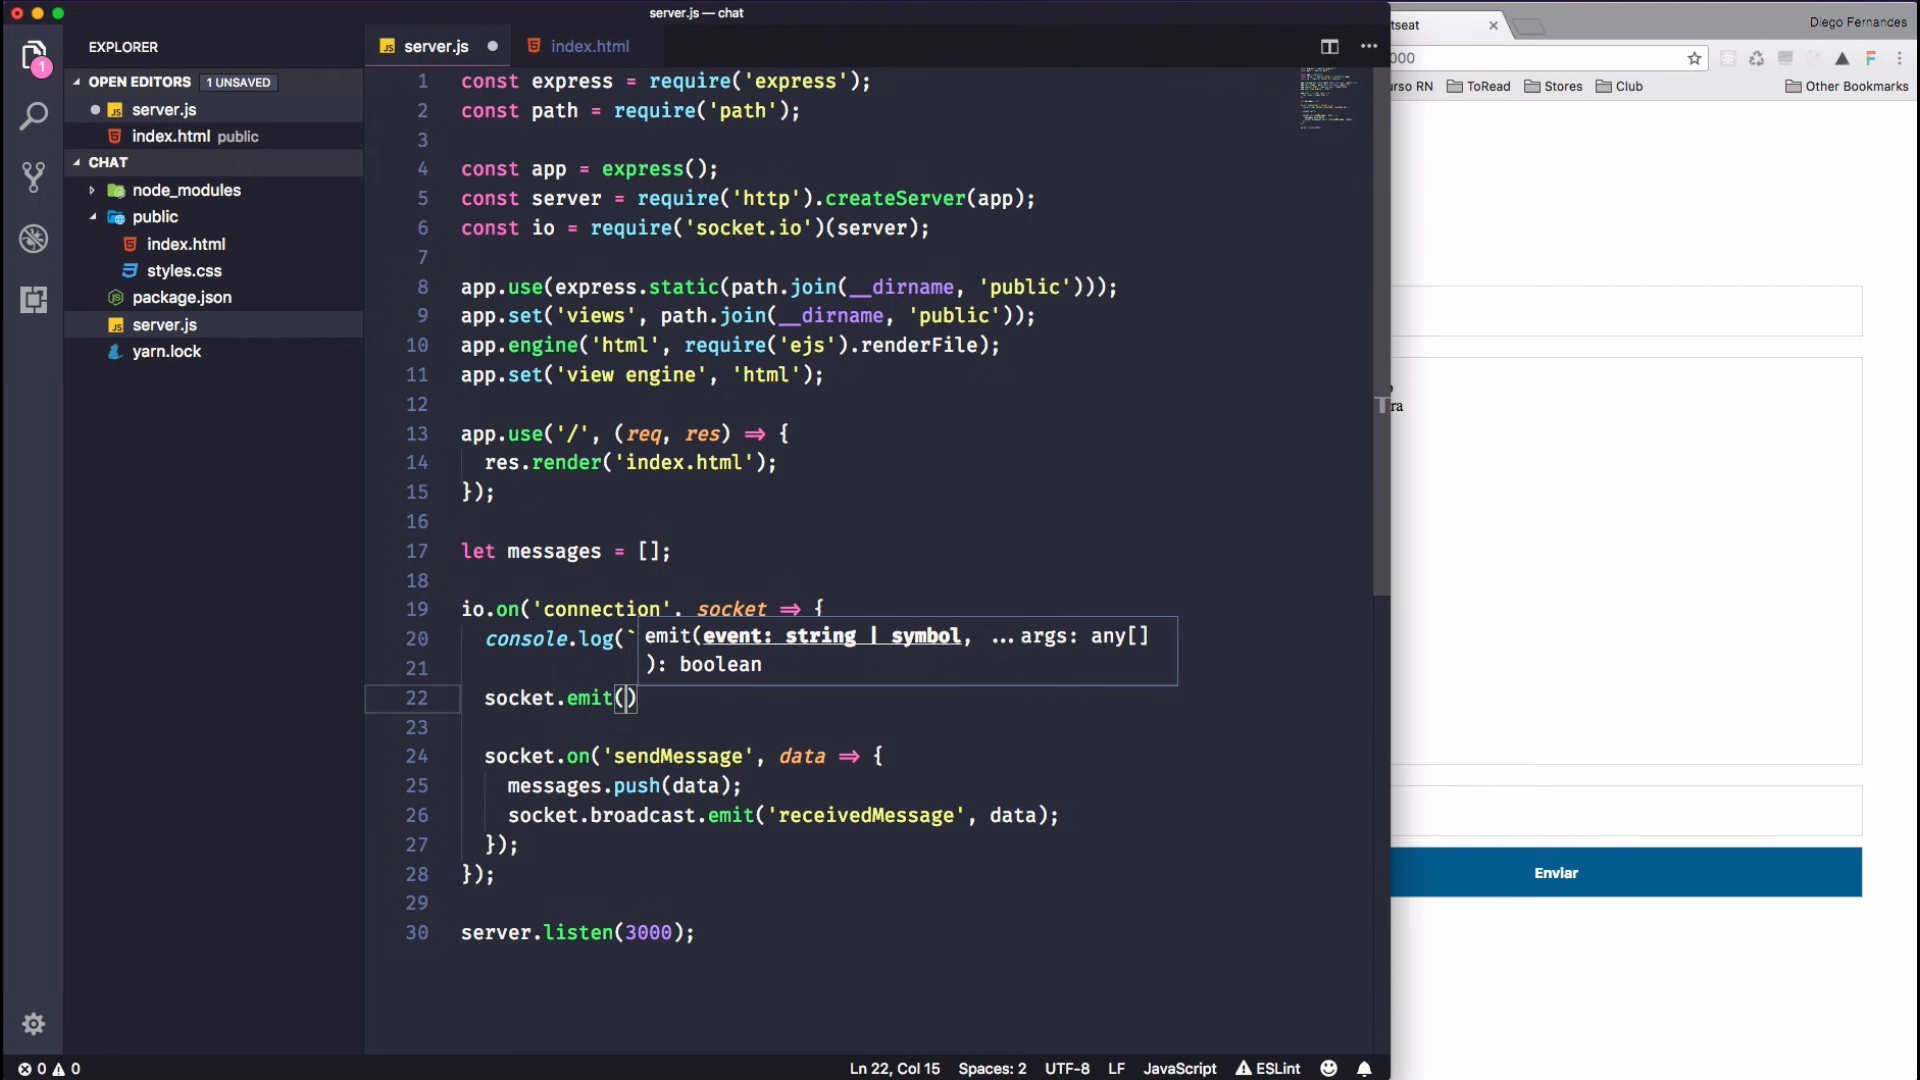 server.js — chat
EXPLORER
1
OPEN EDITORS 1 UNSAVED
server.js
index.html public
CHAT
node_modules
public
index.html
styles.css
package.json
server.js
yarn.lock
server.js
index.html
1 const express = require('express');
2 const path = require('path');
3
4 const app = express();
5 const server = require('http').createServer(app);
6 const io = require('socket.io')(server);
7
8 app.use(express.static(path.join(__dirname, 'public')));
9 app.set('views', path.join(__dirname, 'public'));
10 app.engine('html', require('ejs').renderFile);
11 app.set('view engine', 'html');
12
13 app.use('/', (req, res) => {
14 res.render('index.html');
15 });
16
17 let messages = [];
18
19 io.on('connection', socket => {
20 console.log(`
emit(event: string | symbol, ...args: any[]
): boolean
21
22 socket.emit()
23
24 socket.on('sendMessage', data => {
25 messages.push(data);
26 socket.broadcast.emit('receivedMessage', data);
27 });
28 });
29
30 server.listen(3000);
0 0
Ln 22, Col 15 Spaces: 2 UTF-8 LF JavaScript ESLint
tseat
Diego Fernandes
000
urso RN ToRead Stores Club Other Bookmarks
ra
Enviar